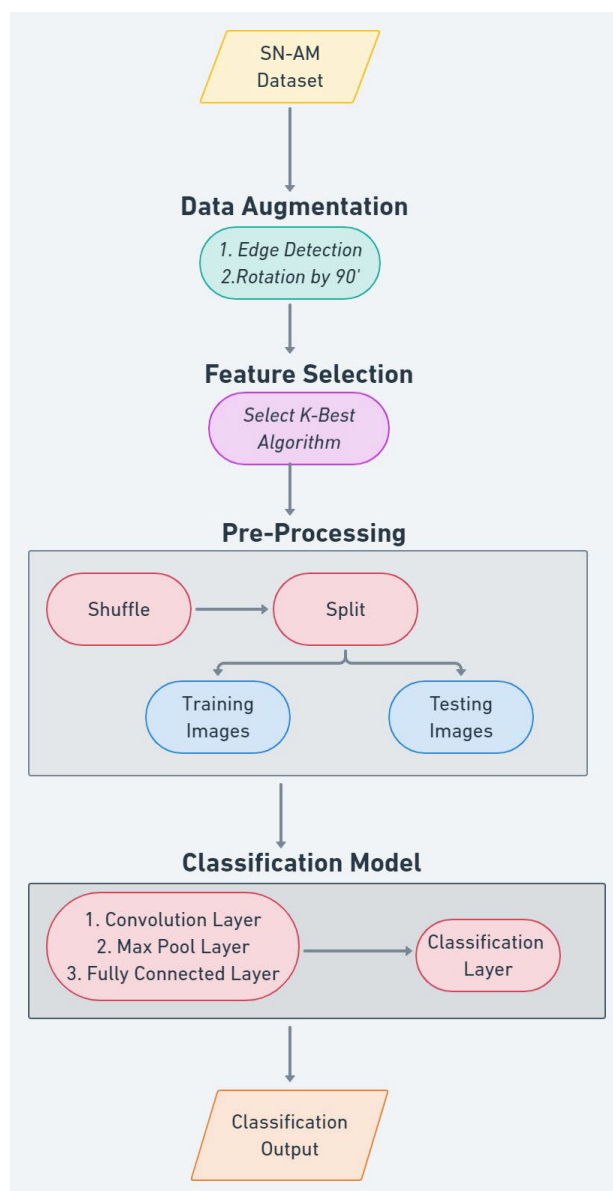 SN-AM
Dataset
Data Augmentation
1. Edge Detection
2.Rotation by 90'
Feature Selection
Select K-Best
Algorithm
Pre-Processing
Shuffle
Split
Training
Images
Testing
Images
Classification Model
1. Convolution Layer
2. Max Pool Layer
3. Fully Connected Layer
Classification
Layer
Classification
Output